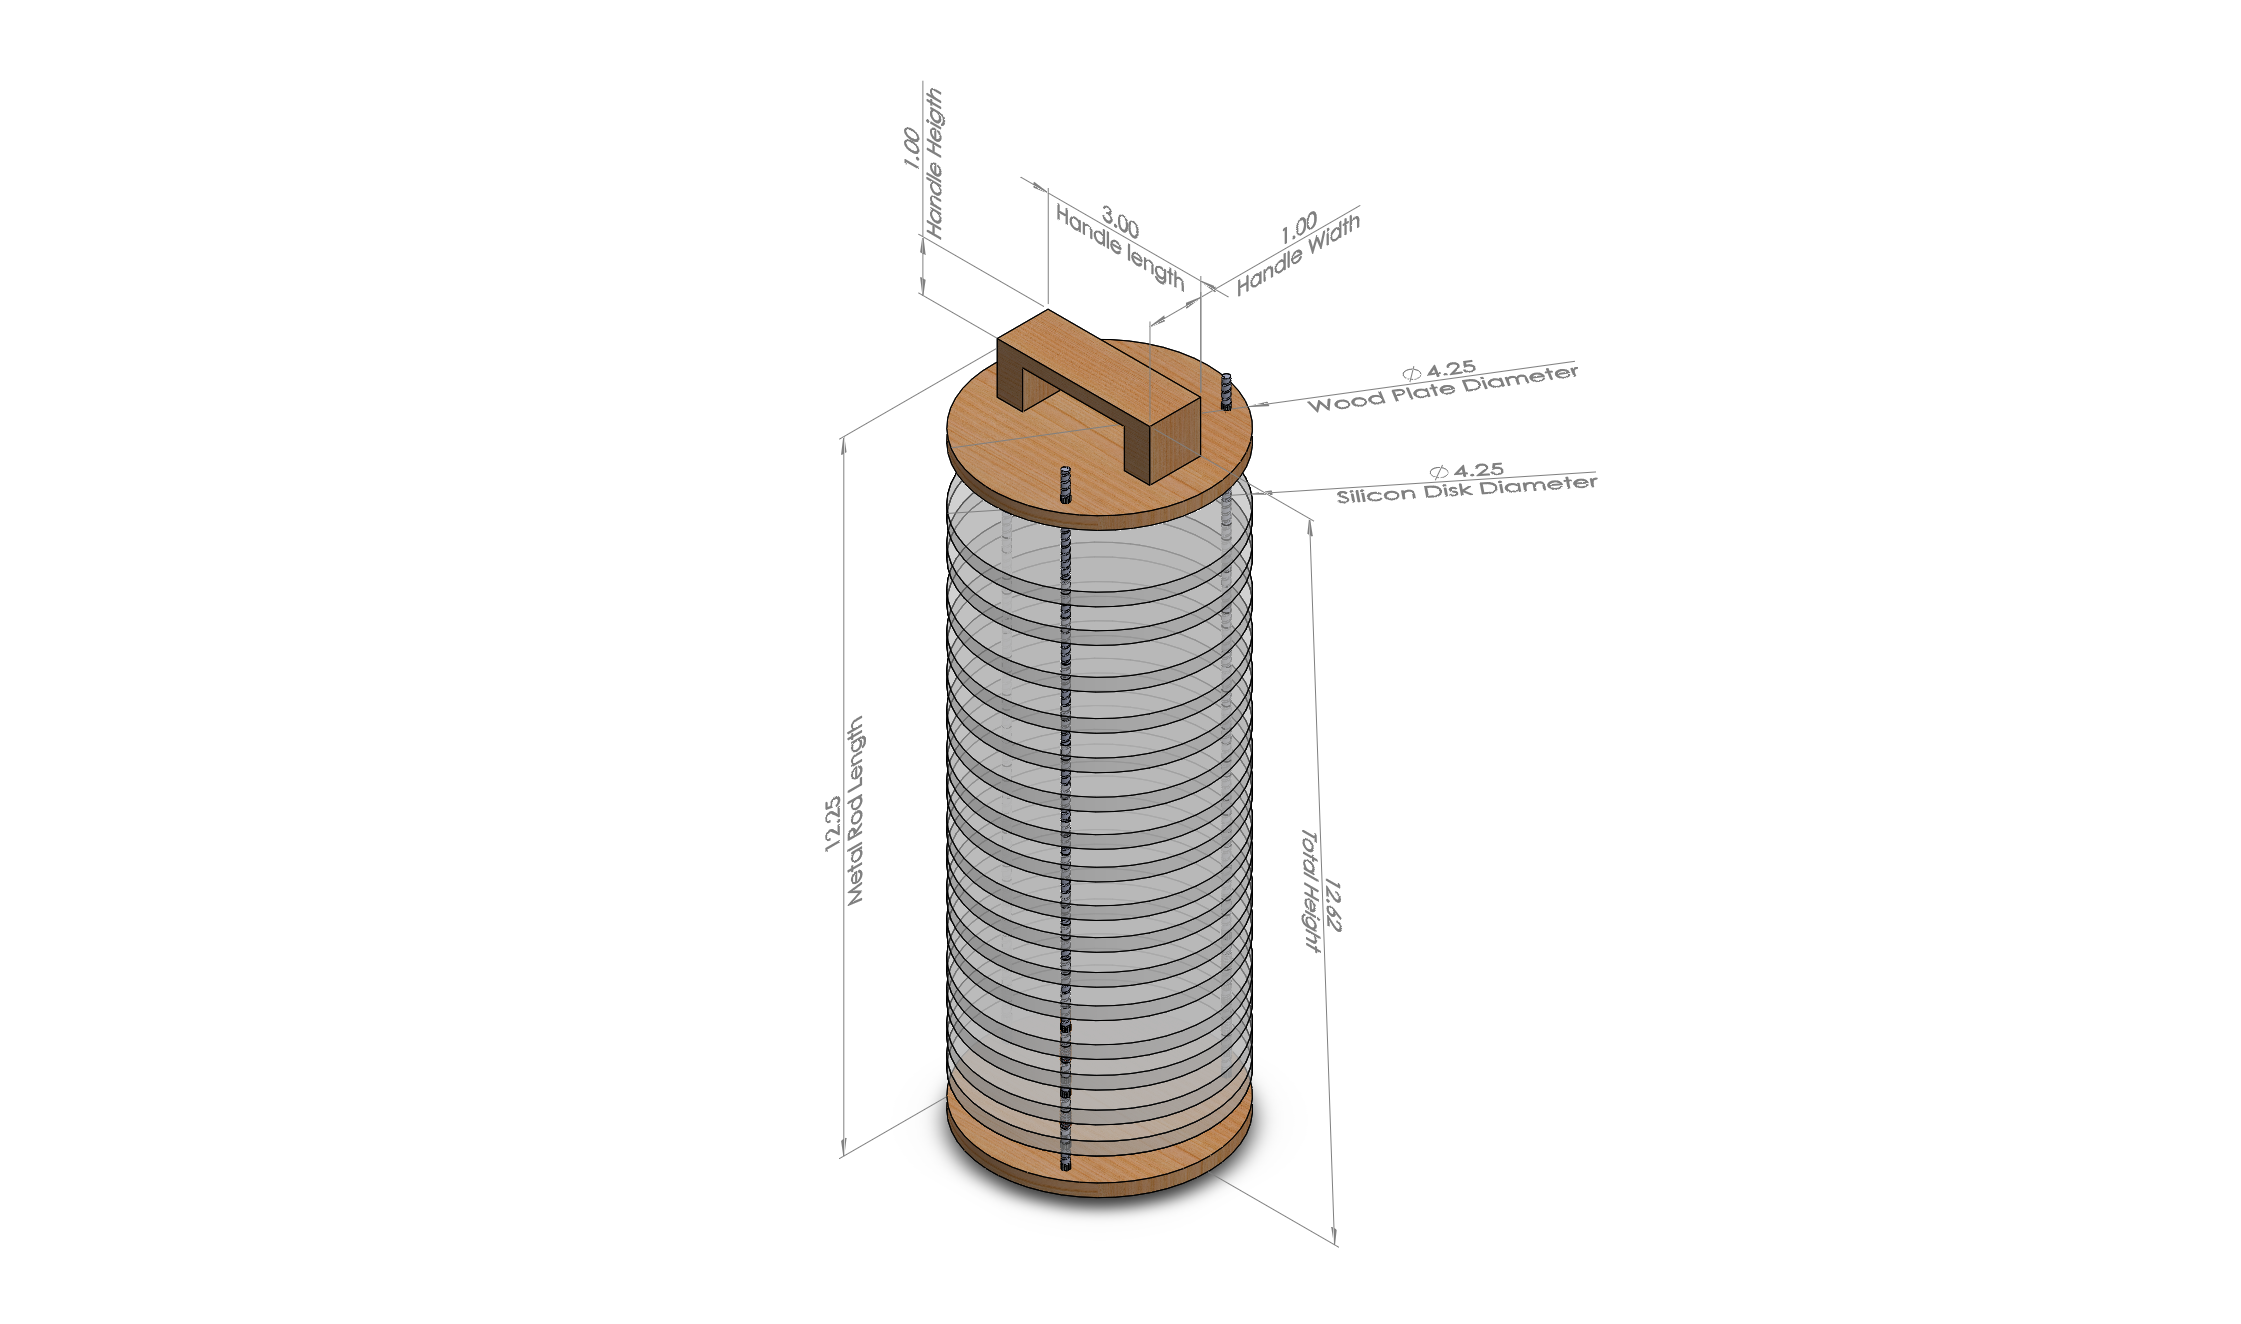 1.00
Handle Heigth
3.00
Handle length
1.00
Handle Width
∅ 4.25
Wood Plate Diameter
∅ 4.25
Silicon Disk Diameter
12.25
Metal Rod Length
12.62
Total Height